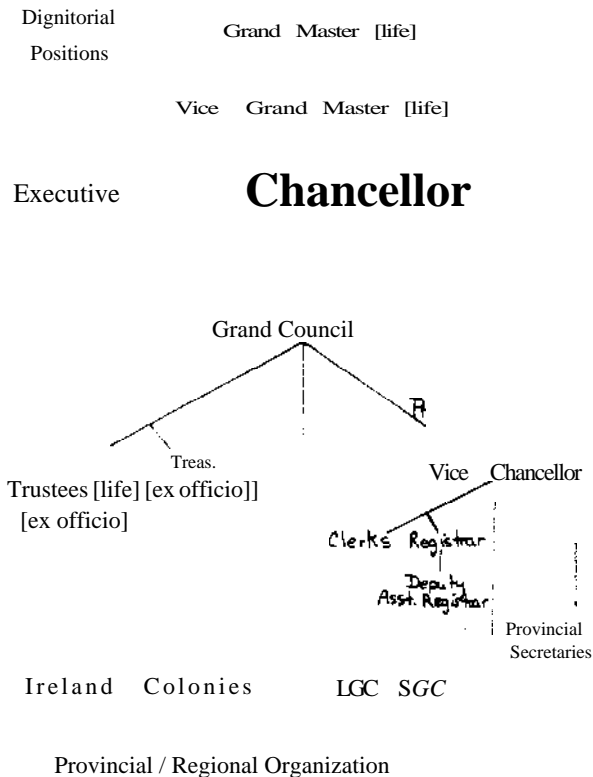 Dignitorial
Positions
Grand Master [life]
Vice Grand Master [life]
Executive
Chancellor
Grand Council
R
Treas.
Trustees [life] [ex officio]]
[ex officio]
Vice Chancellor
Clerks Registrar
Deputy
Asst. Registrar
Provincial
Secretaries
Ireland Colonies
LGC SGC
Provincial / Regional Organization